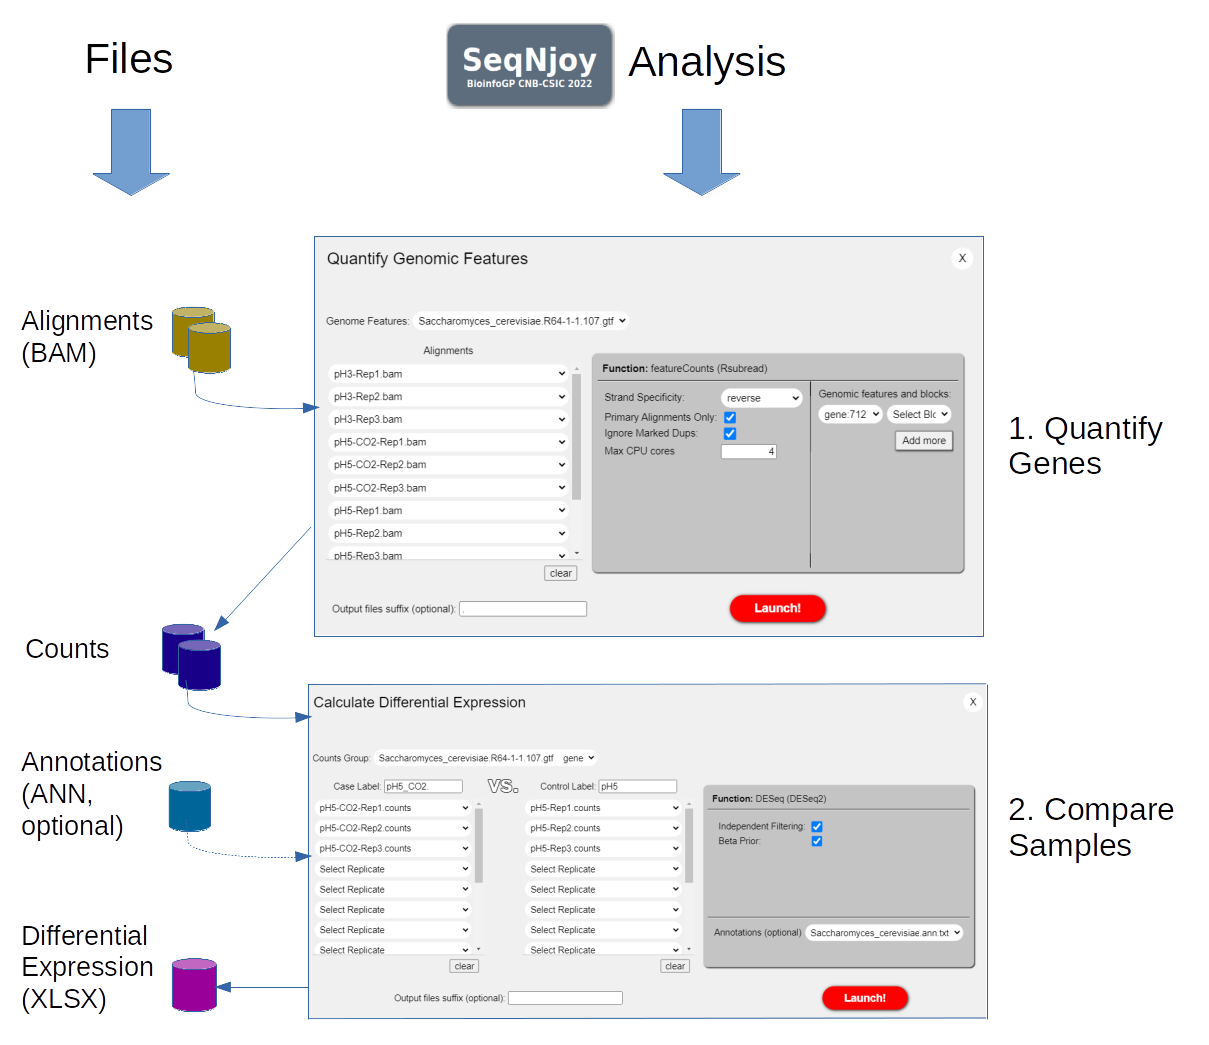 Files
SeqNjoy
BioinfoGP CNB-CSIC 2022
Analysis
Quantify Genomic Features
X
Genome Features: Saccharomyces_cerevisiae.R64-1-1.107.gtf
Alignments
pH3-Rep1.bam
pH3-Rep2.bam
pH3-Rep3.bam
pH5-CO2-Rep1.bam
pH5-CO2-Rep2.bam
pH5-CO2-Rep3.bam
pH5-Rep1.bam
pH5-Rep2.bam
pH5-Rep3.bam
clear
Function: featureCounts (Rsubread)
Strand Specificity: reverse
Primary Alignments Only:
Ignore Marked Dups:
Max CPU cores 4
Genomic features and blocks:
gene:712 Select Blo
Add more
Output files suffix (optional): .
Launch!
Alignments
(BAM)
1. Quantify
Genes
Counts
Calculate Differential Expression
X
Counts Group: Saccharomyces_cerevisiae.R64-1-1.107.gtf gene
Case Label: pH5_CO2.
VS.
Control Label: pH5
pH5-CO2-Rep1.counts
pH5-CO2-Rep2.counts
pH5-CO2-Rep3.counts
Select Replicate
Select Replicate
Select Replicate
Select Replicate
Select Replicate
clear
pH5-Rep1.counts
pH5-Rep2.counts
pH5-Rep3.counts
Select Replicate
Select Replicate
Select Replicate
Select Replicate
Select Replicate
clear
Function: DESeq (DESeq2)
Independent Filtering:
Beta Prior:
Annotations (optional) Saccharomyces_cerevisiae.ann.txt
Output files suffix (optional):
Launch!
Annotations
(ANN,
optional)
2. Compare
Samples
Differential
Expression
(XLSX)